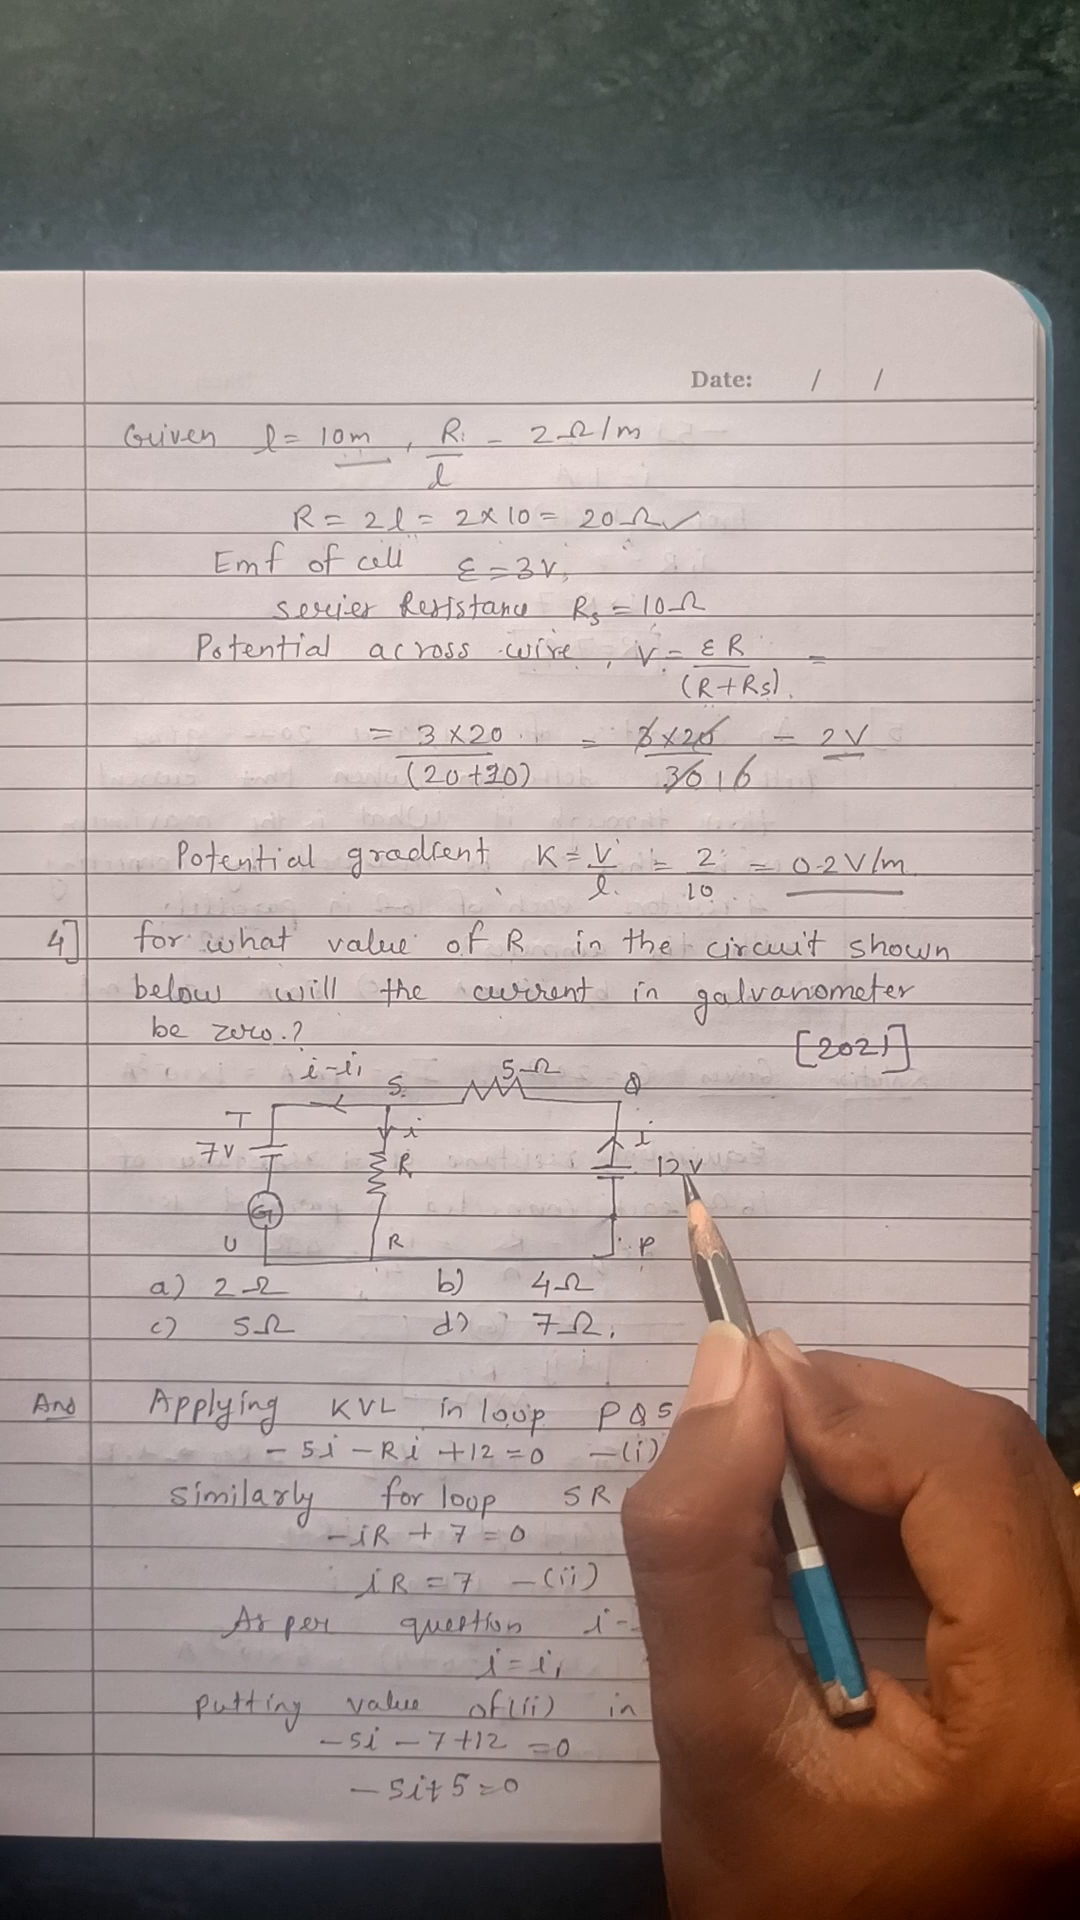 Date: / /
Given l = 10m , R/l = 2Ω/m
R = 2l = 2×10 = 20Ω ✓
Emf of cell ε = 3V,
series Resistance Rs = 10Ω
Potential across wire, V = εR/(R+Rs) =
= 3×20/(20+10) = 3×20/30 = 2V
Potential gradient K = V/l = 2/10 = 0.2V/m
4] for what value of R in the circuit shown
below will the current in galvanometer
be zero.?
[2021]
i-i₁ S 5Ω Q
T i i
7V R 12V
G
U R P
a) 2Ω b) 4Ω
c) 5Ω d) 7Ω.
Ans Applying KVL in loop PQS
-5i - Ri + 12 = 0 -(i)
similarly for loop SR
-iR + 7 = 0
iR = 7 -(ii)
As per question i-
i = i₁
putting value of (ii) in
-5i - 7 + 12 = 0
-5i + 5 = 0